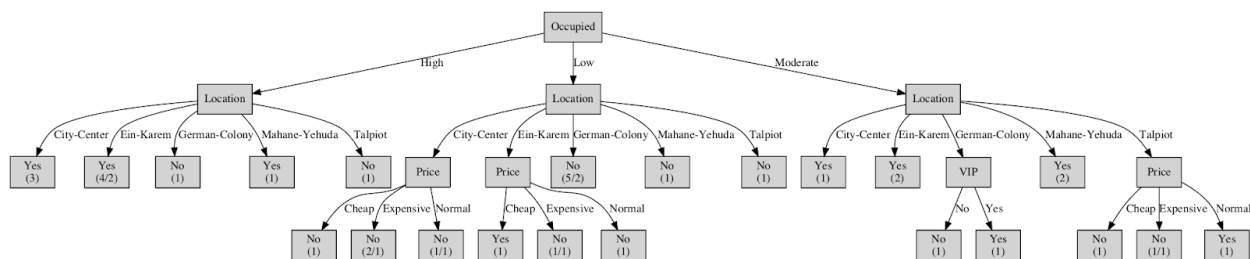 Occupied
High
Low
Moderate
Location
Location
Location
City-Center
Ein-Karem
German-Colony
Mahane-Yehuda
Talpiot
City-Center
Ein-Karem
German-Colony
Mahane-Yehuda
Talpiot
City-Center
Ein-Karem
German-Colony
Mahane-Yehuda
Talpiot
Yes
(3)
Yes
(4/2)
No
(1)
Yes
(1)
No
(1)
Price
Price
No
(5/2)
No
(1)
No
(1)
Yes
(1)
Yes
(2)
VIP
Yes
(2)
Price
Cheap
Expensive
Normal
Cheap
Expensive
Normal
No
Yes
Cheap
Expensive
Normal
No
(1)
No
(2/1)
No
(1/1)
Yes
(1)
No
(1/1)
No
(1)
No
(1)
Yes
(1)
No
(1)
No
(1/1)
Yes
(1)